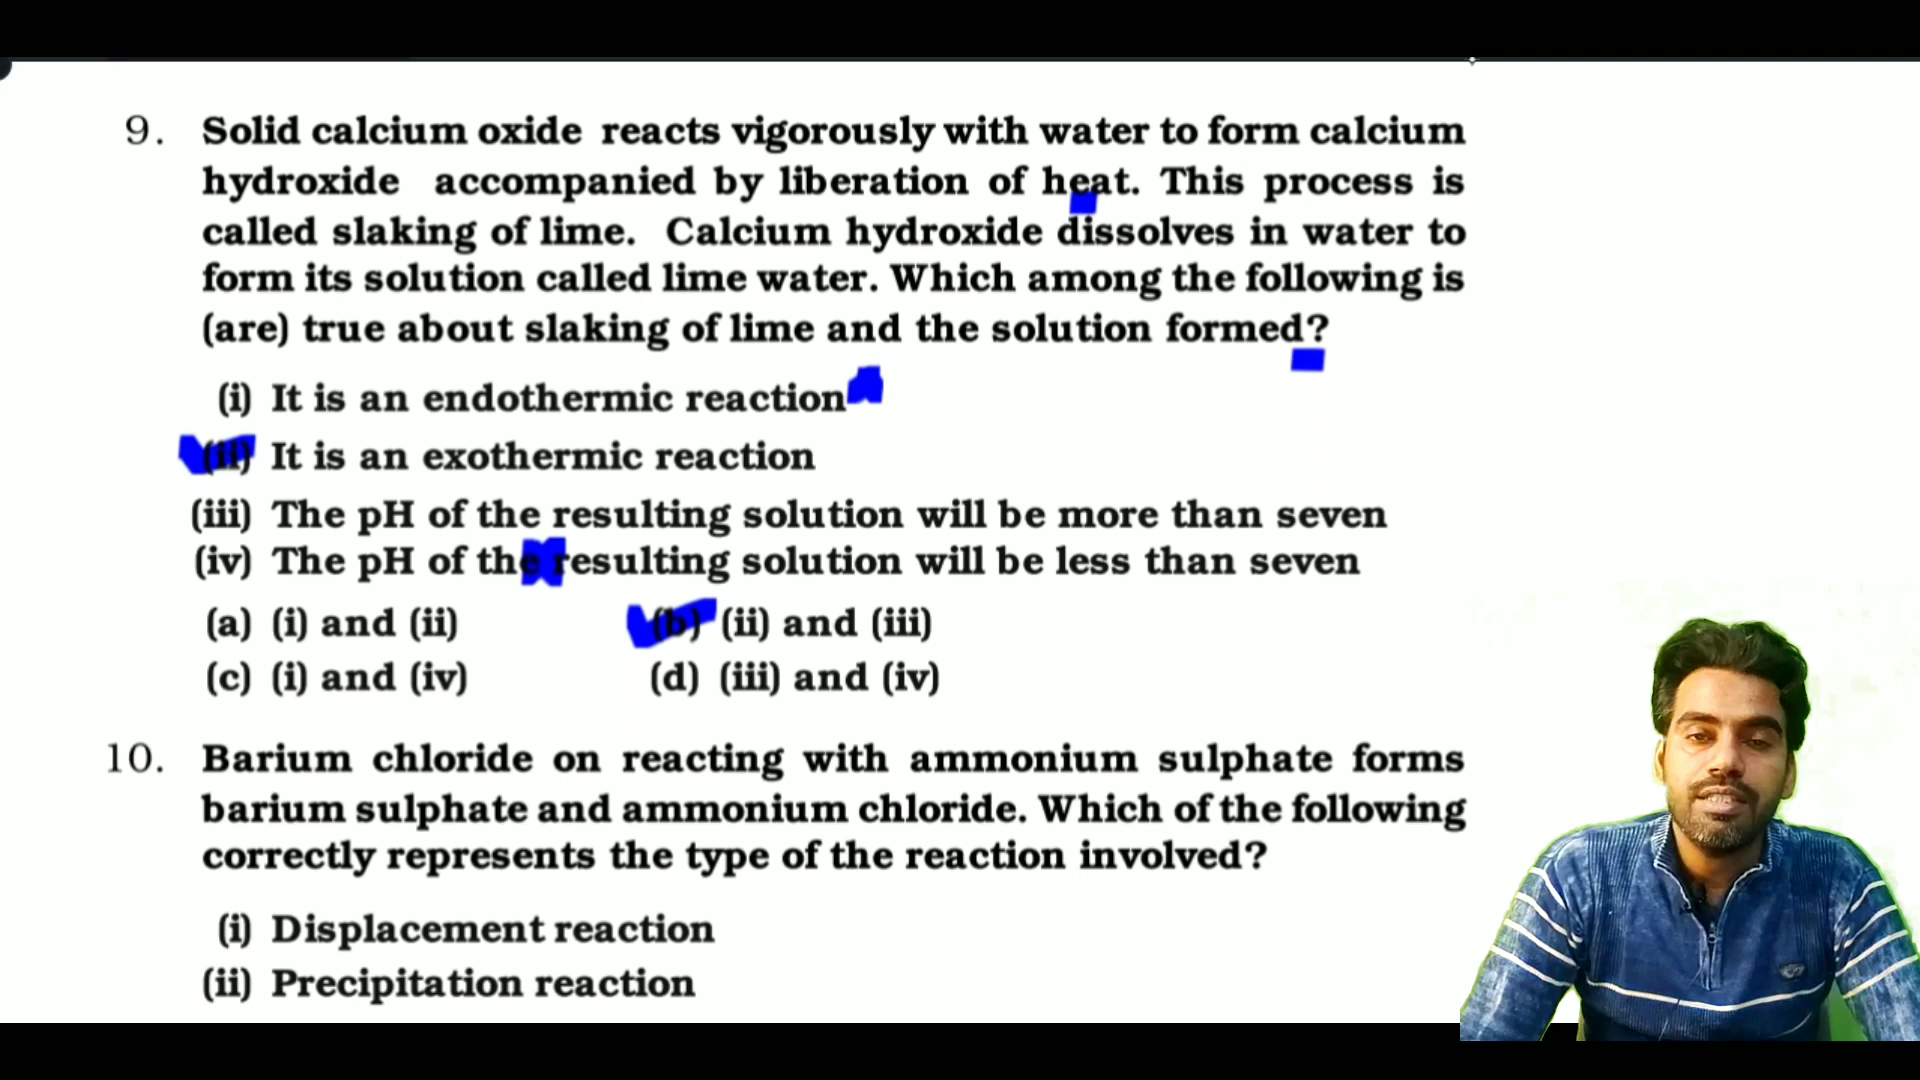 9. Solid calcium oxide reacts vigorously with water to form calcium
hydroxide accompanied by liberation of heat. This process is
called slaking of lime. Calcium hydroxide dissolves in water to
form its solution called lime water. Which among the following is
(are) true about slaking of lime and the solution formed?
(i) It is an endothermic reaction
(ii) It is an exothermic reaction
(iii) The pH of the resulting solution will be more than seven
(iv) The pH of the resulting solution will be less than seven
(a) (i) and (ii) (b) (ii) and (iii)
(c) (i) and (iv) (d) (iii) and (iv)
10. Barium chloride on reacting with ammonium sulphate forms
barium sulphate and ammonium chloride. Which of the following
correctly represents the type of the reaction involved?
(i) Displacement reaction
(ii) Precipitation reaction